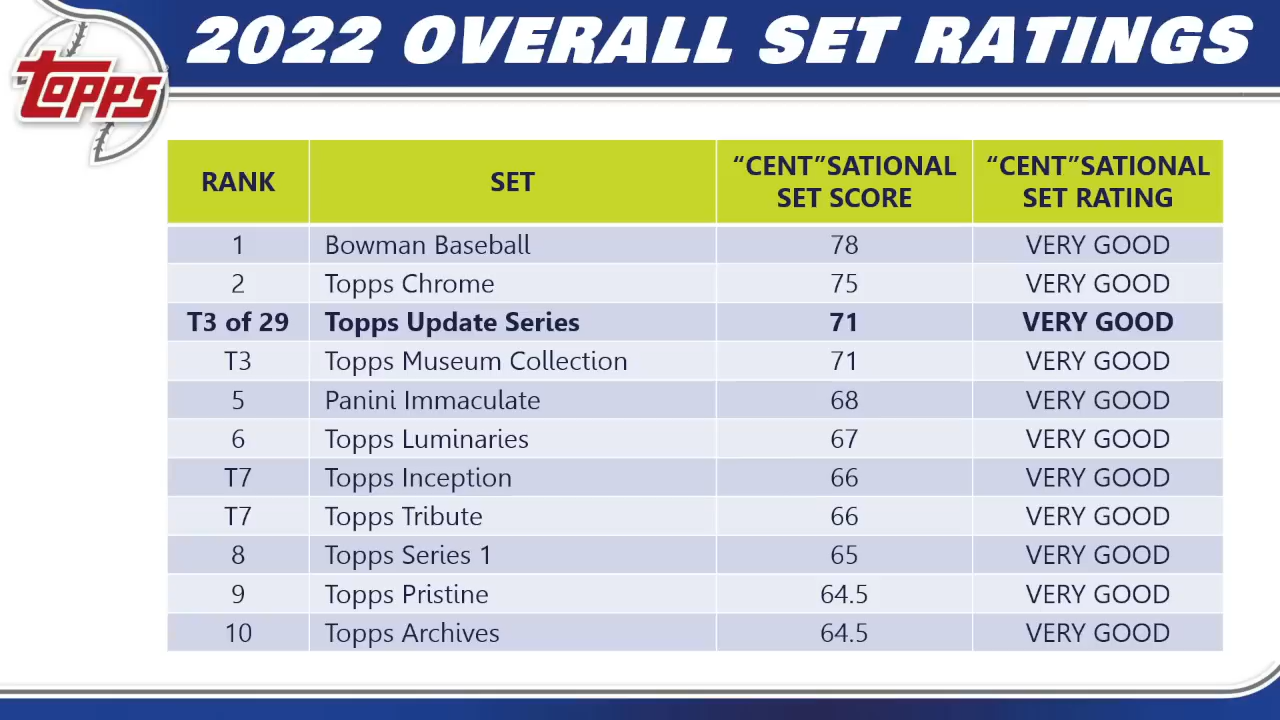 2022 OVERALL SET RATINGS
TOPPS
RANK SET “CENT”SATIONAL SET SCORE “CENT”SATIONAL SET RATING
1 Bowman Baseball 78 VERY GOOD
2 Topps Chrome 75 VERY GOOD
T3 of 29 Topps Update Series 71 VERY GOOD
T3 Topps Museum Collection 71 VERY GOOD
5 Panini Immaculate 68 VERY GOOD
6 Topps Luminaries 67 VERY GOOD
T7 Topps Inception 66 VERY GOOD
T7 Topps Tribute 66 VERY GOOD
8 Topps Series 1 65 VERY GOOD
9 Topps Pristine 64.5 VERY GOOD
10 Topps Archives 64.5 VERY GOOD